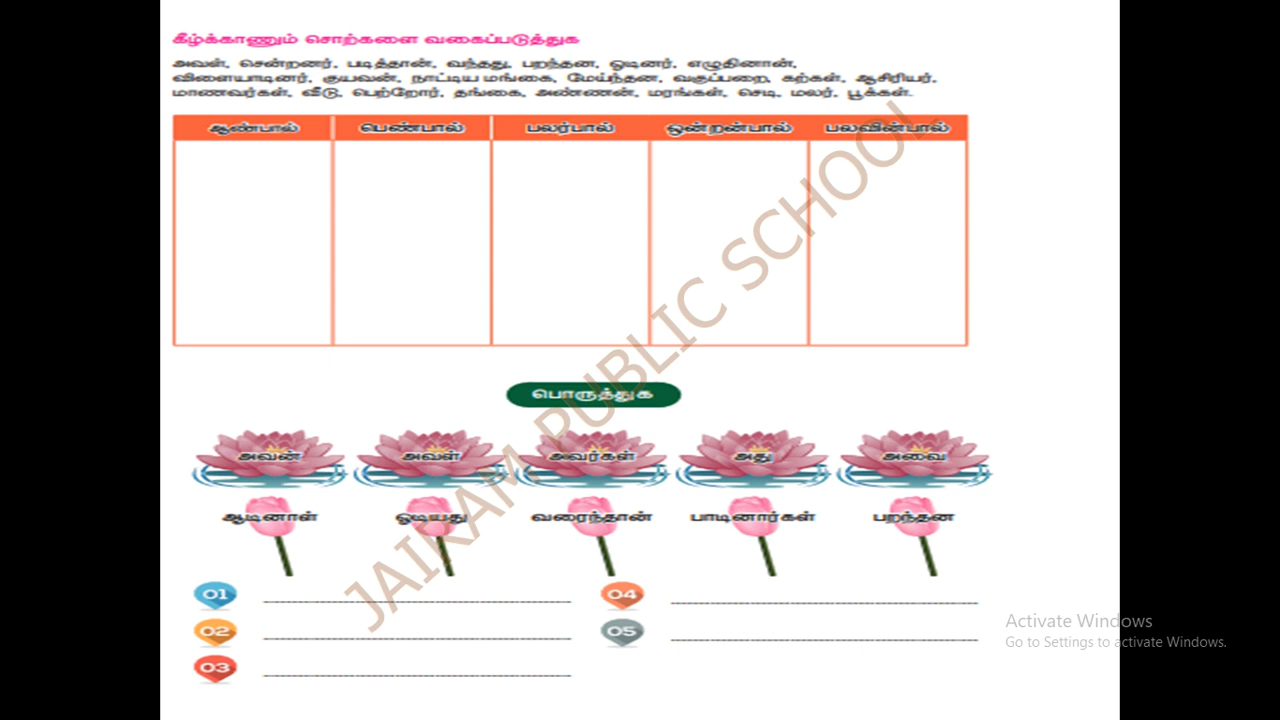 கீழ்க்காணும் சொற்களை வகைப்படுத்துக
அவள், சென்றனர், படித்தான், வந்தது, பறந்தன, ஓடினர், எழுதினான்,
விளையாடினர், குயவன், நாட்டிய மங்கை, மேய்ந்தன, வகுப்பறை, கற்கள், ஆசிரியர்,
மாணவர்கள், வீடு, பெற்றோர், தங்கை, அண்ணன், மரங்கள், செடி, மலர், பூக்கள்.
ஆண்பால் பெண்பால் பலர்பால் ஒன்றன்பால் பலவின்பால்
JAIRAM PUBLIC SCHOOL
பொருத்துக
அவன் அவள் அவர்கள் அது அவை
ஆடினாள் ஓடியது வரைந்தான் பாடினார்கள் பறந்தன
01 04
02 05
03
Activate Windows
Go to Settings to activate Windows.